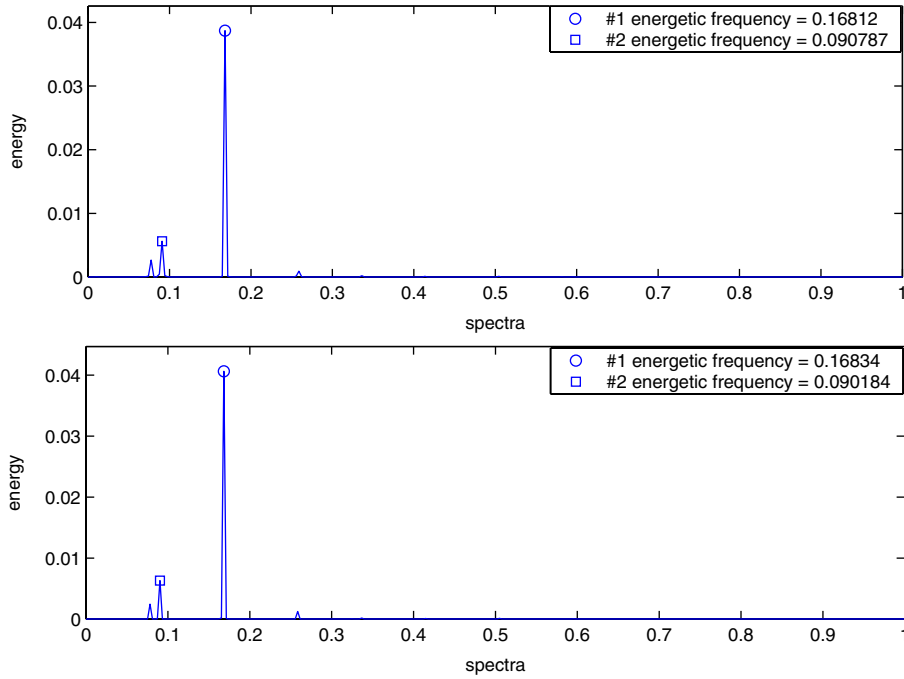 #1 energetic frequency = 0.16812
#2 energetic frequency = 0.090787
0.04
0.03
0.02
0.01
0
energy
0 0.1 0.2 0.3 0.4 0.5 0.6 0.7 0.8 0.9 1
spectra
#1 energetic frequency = 0.16834
#2 energetic frequency = 0.090184
0.04
0.03
0.02
0.01
0
energy
0 0.1 0.2 0.3 0.4 0.5 0.6 0.7 0.8 0.9 1
spectra